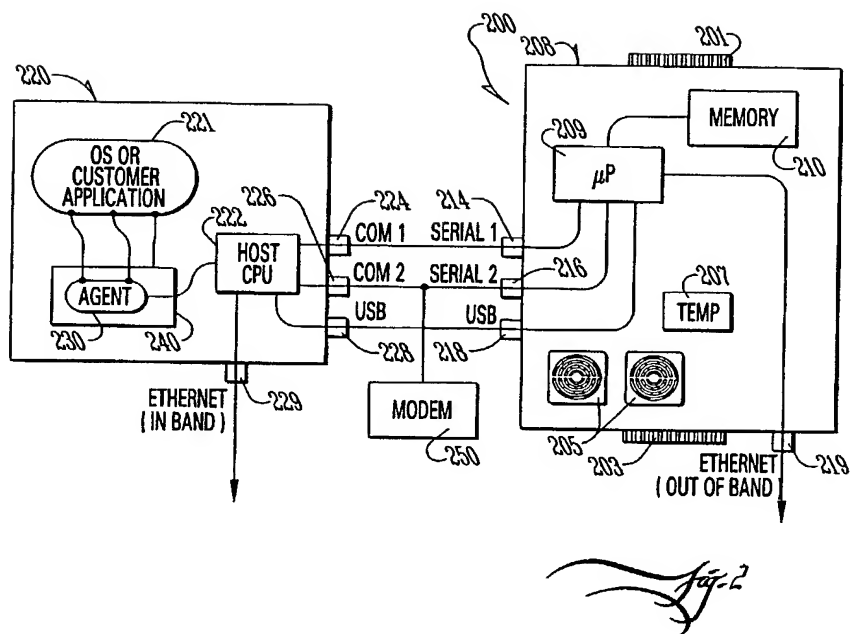 200
208
201
220
221
OS OR
CUSTOMER
APPLICATION
209
µP
MEMORY
210
222
226
224
214
HOST
CPU
COM 1
SERIAL 1
COM 2
SERIAL 2
216
207
TEMP
AGENT
230
240
USB
USB
228
218
229
ETHERNET
( IN BAND )
MODEM
250
205
203
ETHERNET
( OUT OF BAND
219
Fig-2